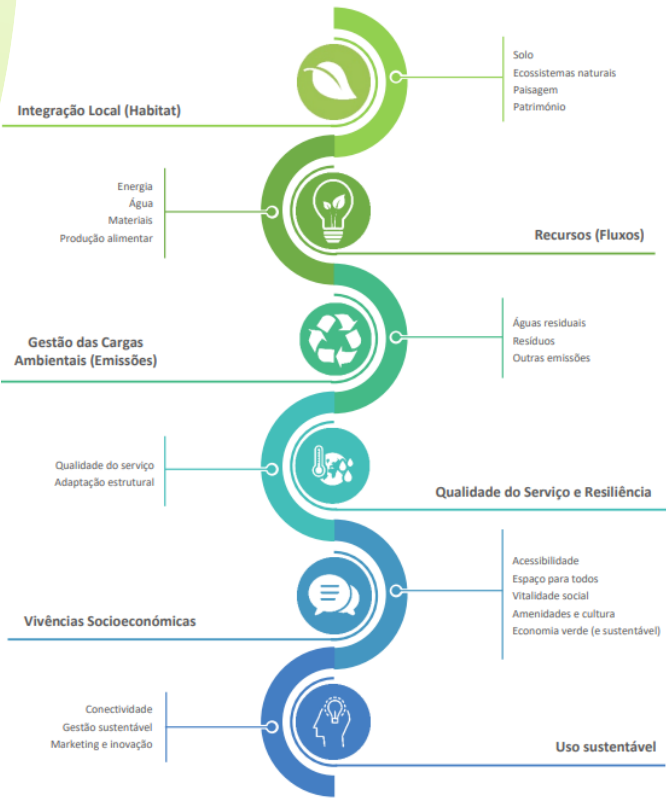 Integração Local (Habitat)
Solo
Ecossistemas naturais
Paisagem
Património
Energia
Água
Materiais
Produção alimentar
Recursos (Fluxos)
Gestão das Cargas
Ambientais (Emissões)
Águas residuais
Resíduos
Outras emissões
Qualidade do serviço
Adaptação estrutural
Qualidade do Serviço e Resiliência
Vivências Socioeconómicas
Acessibilidade
Espaço para todos
Vitalidade social
Amenidades e cultura
Economia verde (e sustentável)
Conectividade
Gestão sustentável
Marketing e inovação
Uso sustentável